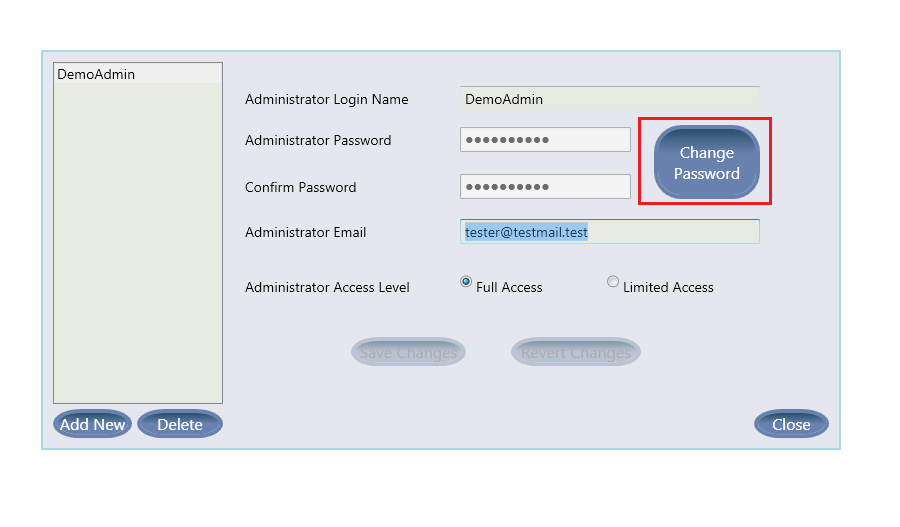 DemoAdmin
Administrator Login Name
DemoAdmin
Administrator Password
●●●●●●●●●●
Change
Password
Confirm Password
●●●●●●●●●●
Administrator Email
tester@testmail.test
Administrator Access Level
Full Access
Limited Access
Save Changes
Revert Changes
Add New
Delete
Close